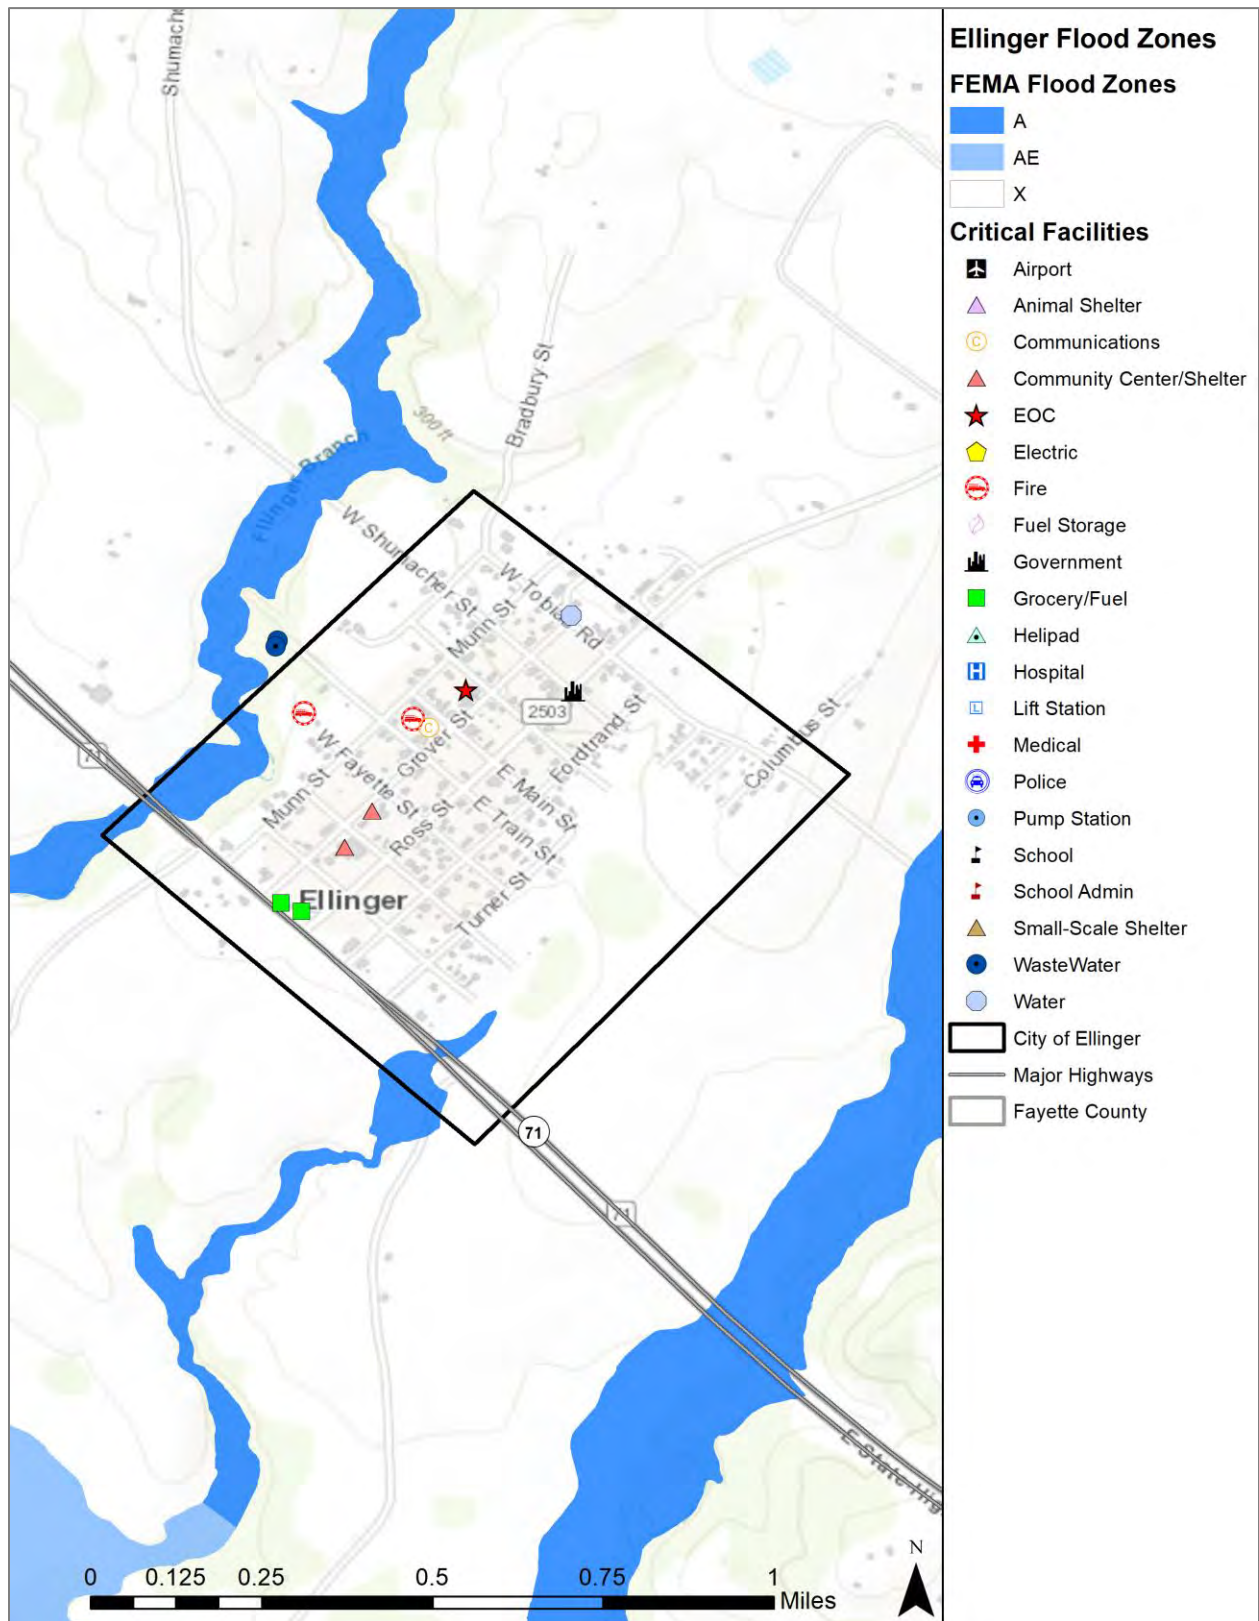 Shumache
Bradbury St
300 ft
Ellinger Branch
W Shumacher St
W Tobias Rd
Munn St
2503
Fordtrand St
Columbus St
Grover St
W Fayette St
Munn St
E Main St
E Train St
Ross St
Turner St
Ellinger
71
71
71
E State Hig
C
0 0.125 0.25 0.5 0.75 1
Miles
N
Ellinger Flood Zones
FEMA Flood Zones
A
AE
X
Critical Facilities
Airport
Animal Shelter
C Communications
Community Center/Shelter
EOC
Electric
Fire
Fuel Storage
Government
Grocery/Fuel
Helipad
H Hospital
L Lift Station
Medical
Police
Pump Station
School
School Admin
Small-Scale Shelter
WasteWater
Water
City of Ellinger
Major Highways
Fayette County